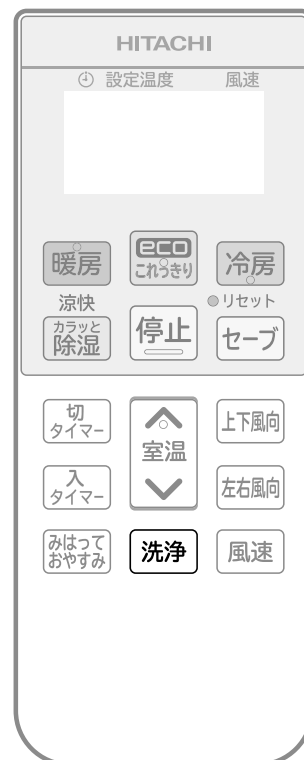 HITACHI
設定温度 風速
暖房
eco
これっきり
冷房
涼快
カラッと
除湿
停止
リセット
セーブ
切
タイマー
室温
上下風向
入
タイマー
左右風向
みはって
おやすみ
洗浄
風速